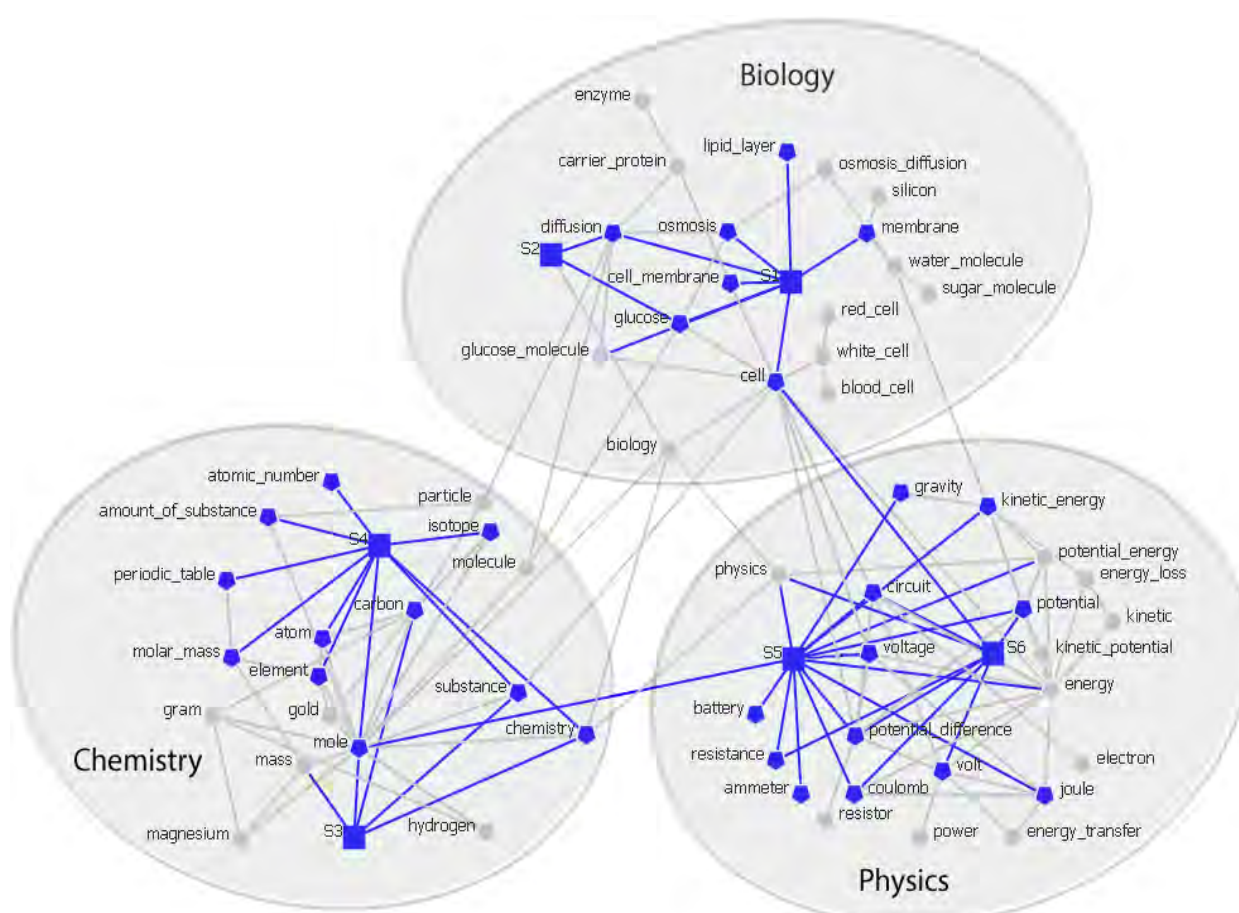 Biology
enzyme
lipid_layer
carrier_protein
osmosis_diffusion
silicon
diffusion
osmosis
membrane
S2
cell_membrane
S1
water_molecule
sugar_molecule
glucose
red_cell
glucose_molecule
white_cell
cell
blood_cell
biology
atomic_number
particle
amount_of_substance
isotope
S4
molecule
periodic_table
carbon
atom
molar_mass
element
substance
gram
gold
chemistry
mole
mass
Chemistry
magnesium
S3
hydrogen
gravity
kinetic_energy
physics
potential_energy
energy_loss
circuit
potential
kinetic
S5
voltage
S6
kinetic_potential
energy
battery
potential_difference
resistance
electron
volt
ammeter
coulomb
joule
resistor
power
energy_transfer
Physics